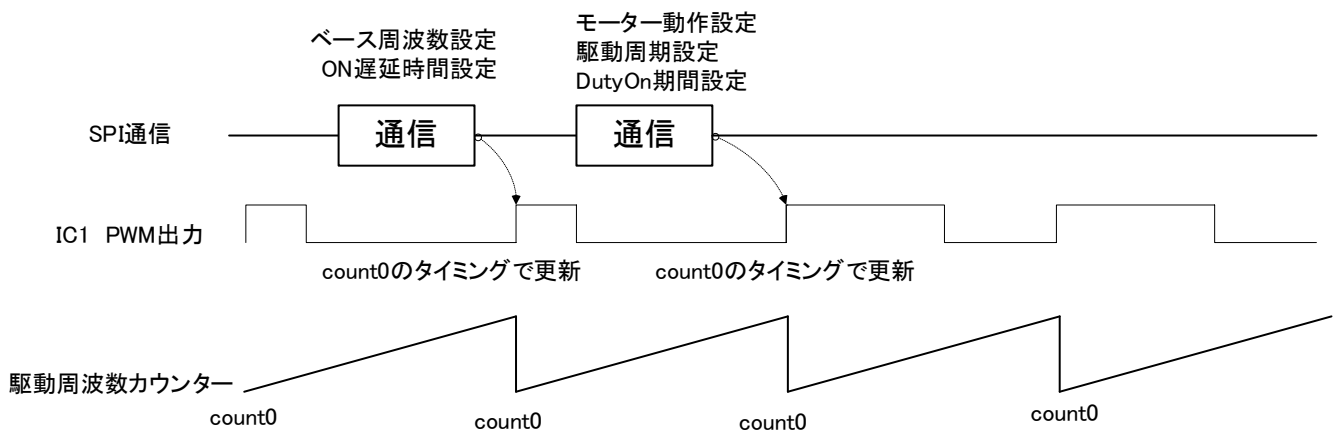 ベース周波数設定
ON遅延時間設定
モーター動作設定
駆動周期設定
DutyOn期間設定
SPI通信
通信
通信
IC1 PWM出力
count0のタイミングで更新
count0のタイミングで更新
駆動周波数カウンター
count0
count0
count0
count0